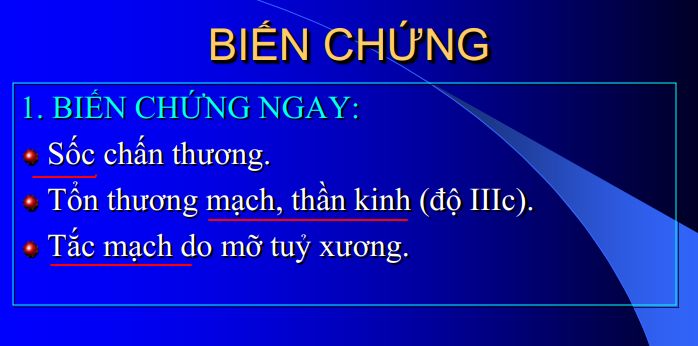 BIẾN CHỨNG
1. BIẾN CHỨNG NGAY:
Sốc chấn thương.
Tổn thương mạch, thần kinh (độ IIIc).
Tắc mạch do mỡ tuỷ xương.